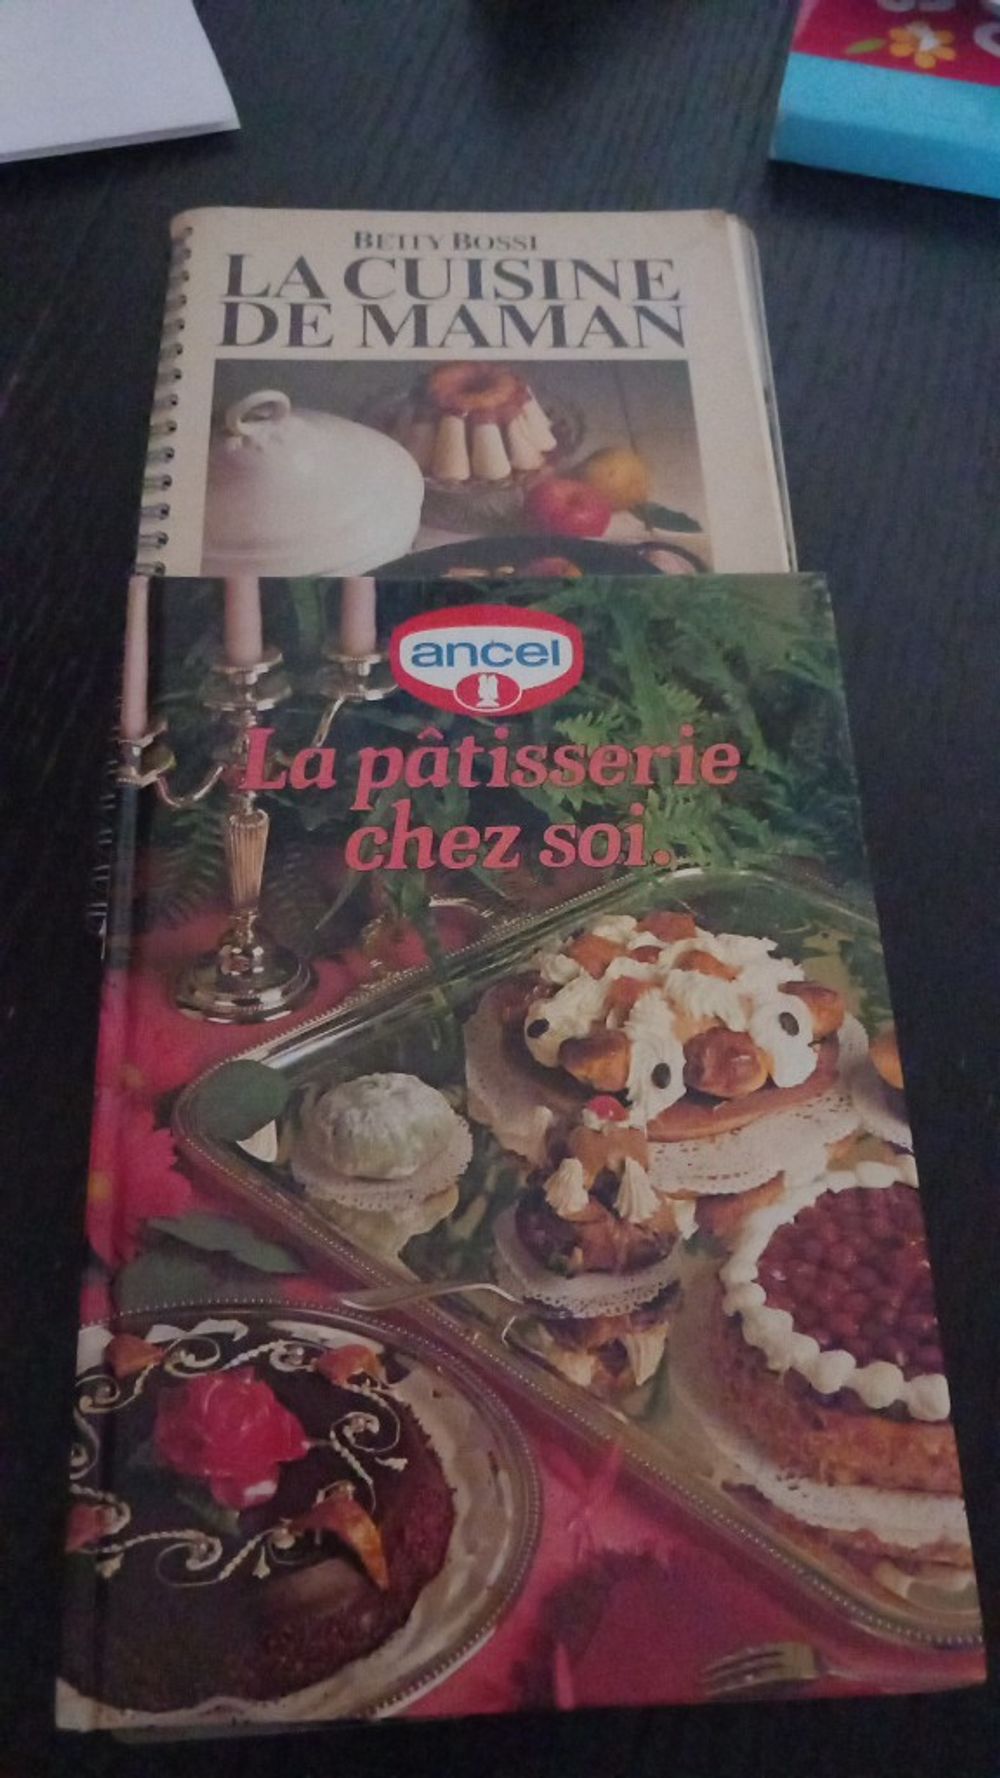 BETTY BOSSI
LA CUISINE
DE MAMAN
ancel
La pâtisserie
chez soi.